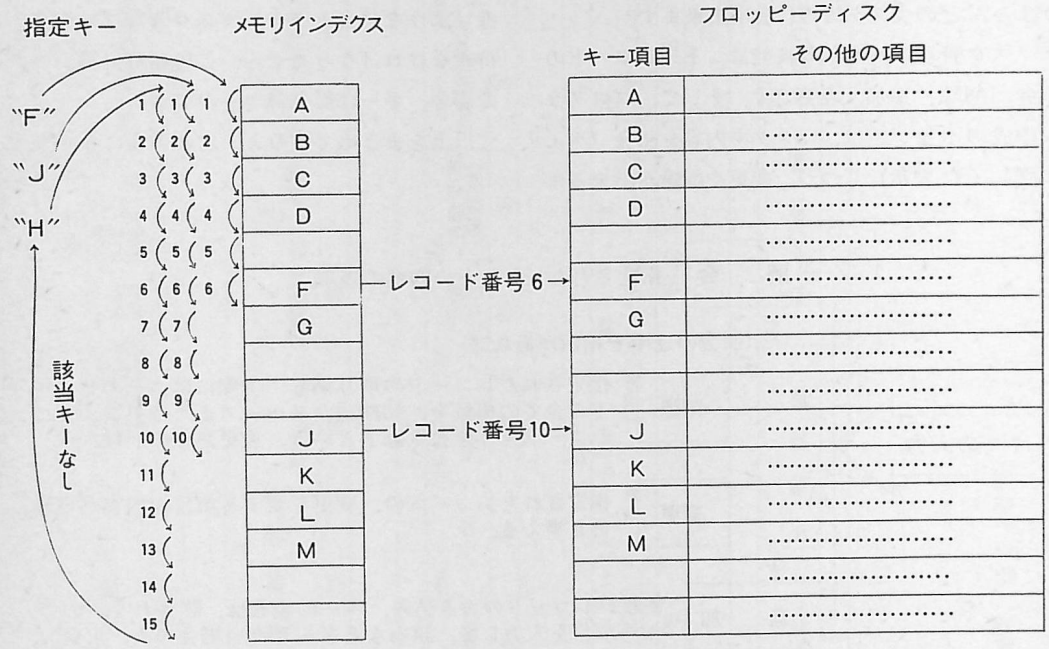 フロッピーディスク
指定キー
メモリインデクス
キー項目
その他の項目
"F"
"J"
"H"
該当キーなし
1 1 1
2 2 2
3 3 3
4 4 4
5 5 5
6 6 6
7 7
8 8
9 9
10 10
11
12
13
14
15
A
B
C
D
F
G
J
K
L
M
レコード番号6
レコード番号10
A
B
C
D
F
G
J
K
L
M